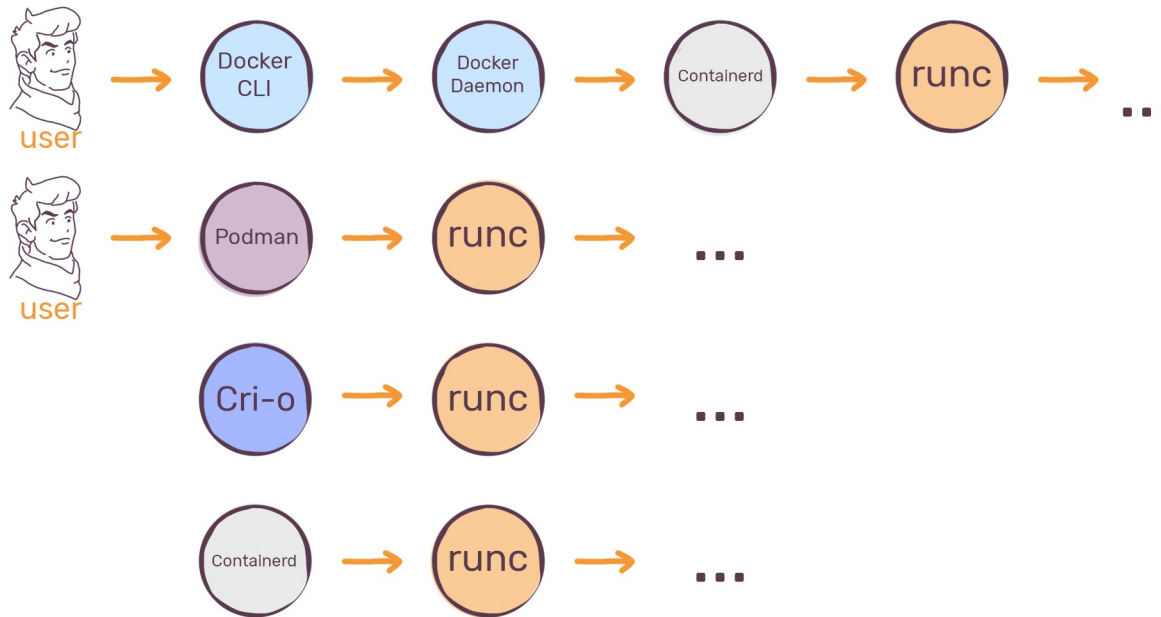 Docker
CLI
Docker
Daemon
Containerd
runc
..
user
Podman
runc
...
user
Cri-o
runc
...
Containerd
runc
...